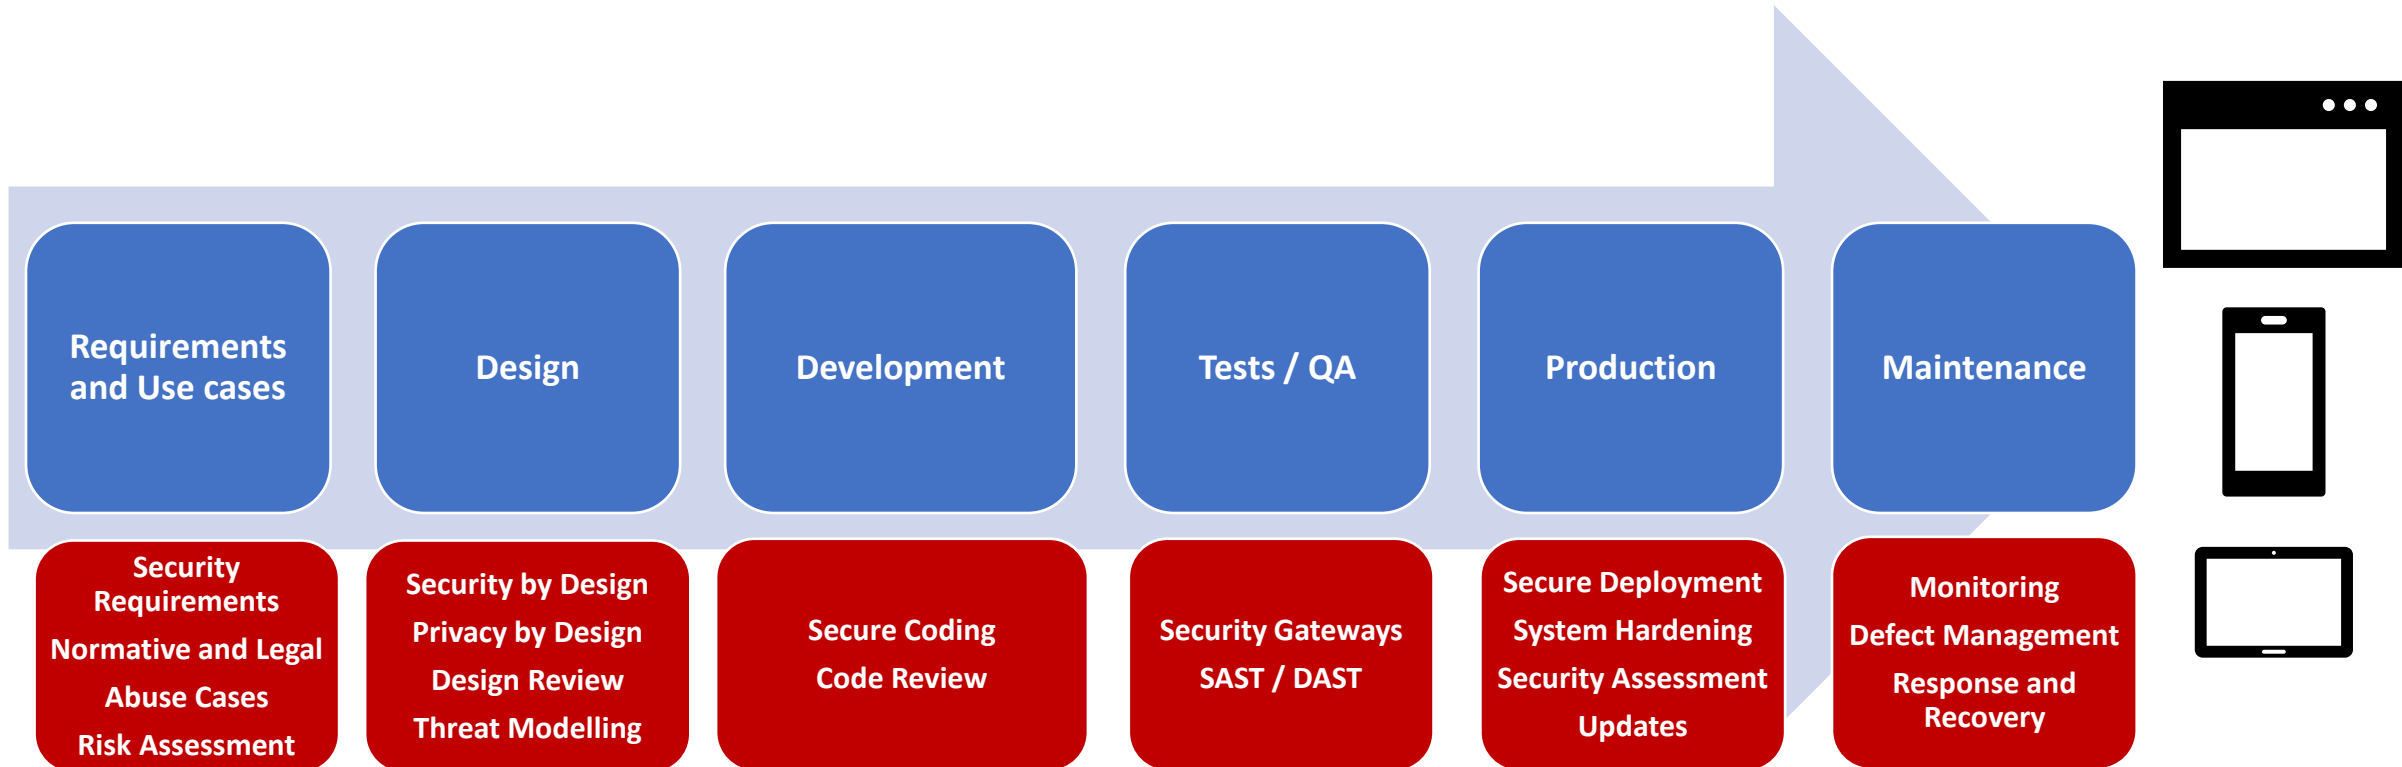 Requirements
and Use cases
Design
Development
Tests / QA
Production
Maintenance
Security
Requirements
Normative and Legal
Abuse Cases
Risk Assessment
Security by Design
Privacy by Design
Design Review
Threat Modelling
Secure Coding
Code Review
Security Gateways
SAST / DAST
Secure Deployment
System Hardening
Security Assessment
Updates
Monitoring
Defect Management
Response and
Recovery